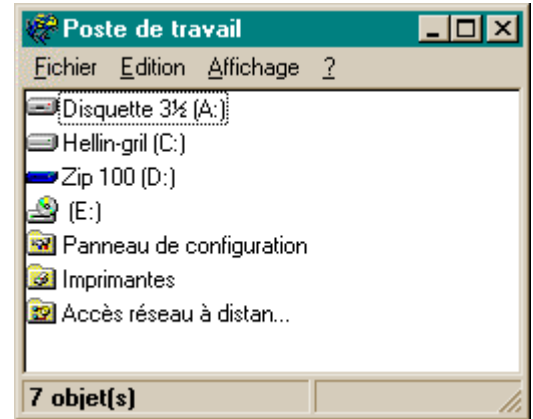 Poste de travail
Fichier Edition Affichage ?
Disquette 3½ (A:)
Hellin-gril (C:)
Zip 100 (D:)
(E:)
Panneau de configuration
Imprimantes
Accès réseau à distan...
7 objet(s)